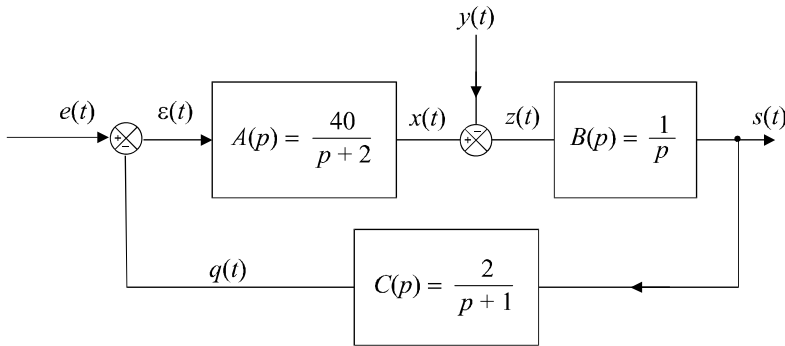 y(t)
e(t)
ε(t)
A(p) = 40 / p + 2
x(t)
z(t)
B(p) = 1 / p
s(t)
+
−
+
−
q(t)
C(p) = 2 / p + 1